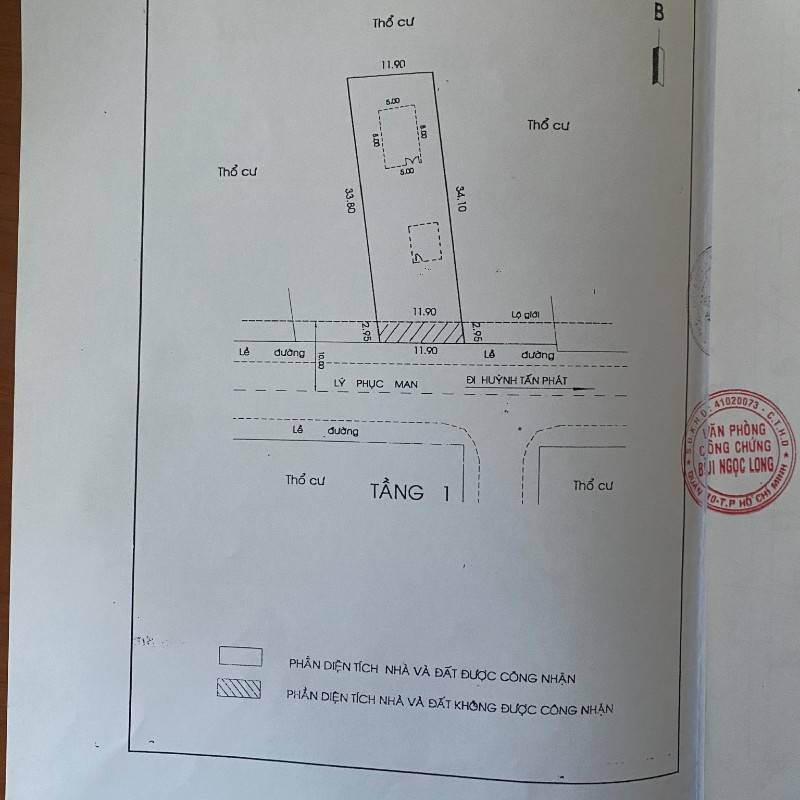 Thổ cư
B
11.90
5.00
8.00
8.00
5.00
Thổ cư
Thổ cư
33.80
34.10
11.90
Lộ giới
2.95
2.95
Lề đường
10.00
11.90
Lề đường
LÝ PHỤC MAN
ĐI HUỲNH TẤN PHÁT
Lề đường
Thổ cư
TẦNG 1
Thổ cư
S.Đ.K.H.Đ: 41020073 - C.T.H.D
VĂN PHÒNG
CÔNG CHỨNG
BÙI NGỌC LONG
QUẬN 10-T.P HỒ CHÍ MINH
PHẦN DIỆN TÍCH NHÀ VÀ ĐẤT ĐƯỢC CÔNG NHẬN
PHẦN DIỆN TÍCH NHÀ VÀ ĐẤT KHÔNG ĐƯỢC CÔNG NHẬN